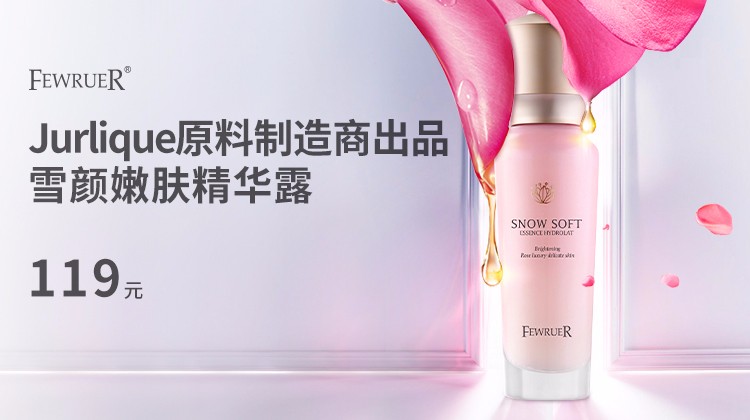 FEWRUER®
Jurlique原料制造商出品
雪颜嫩肤精华露
119元
SNOW SOFT
ESSENCE HYDROLAT
Brightening
Rose luxury delicate skin
FEWRUER